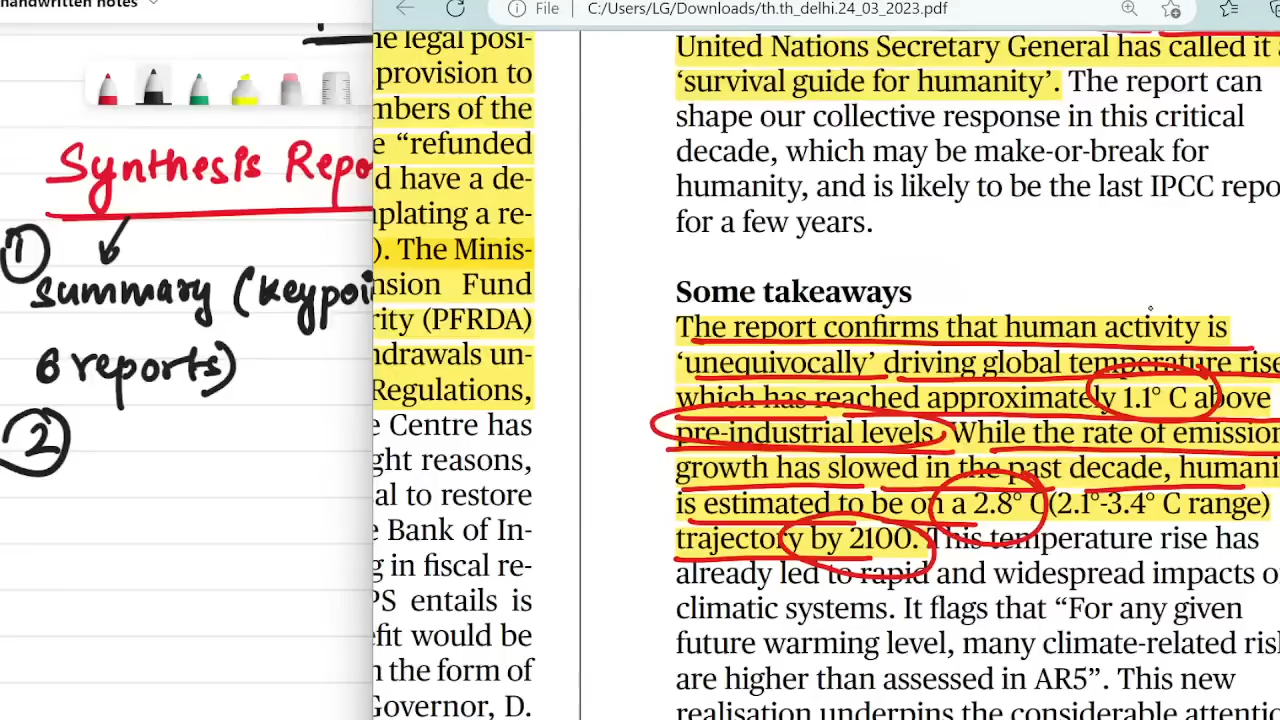 handwritten notes
File
C:/Users/LG/Downloads/th.th_delhi.24_03_2023.pdf
Synthesis Repo
1
Summary (keypoi
6 reports)
2
he legal posi-
provision to
mbers of the
e “refunded
d have a de-
plating a re-
). The Minis-
nsion Fund
rity (PFRDA)
hdrawals un-
Regulations,
e Centre has
ght reasons,
al to restore
e Bank of In-
g in fiscal re-
PS entails is
efit would be
n the form of
Governor, D.
United Nations Secretary General has called it a
‘survival guide for humanity’. The report can
shape our collective response in this critical
decade, which may be make-or-break for
humanity, and is likely to be the last IPCC repo
for a few years.
Some takeaways
The report confirms that human activity is
‘unequivocally’ driving global temperature rise
which has reached approximately 1.1° C above
pre-industrial levels. While the rate of emission
growth has slowed in the past decade, humani
is estimated to be on a 2.8° C (2.1°-3.4° C range)
trajectory by 2100. This temperature rise has
already led to rapid and widespread impacts o
climatic systems. It flags that “For any given
future warming level, many climate-related risk
are higher than assessed in AR5”. This new
realisation underpins the considerable attentio